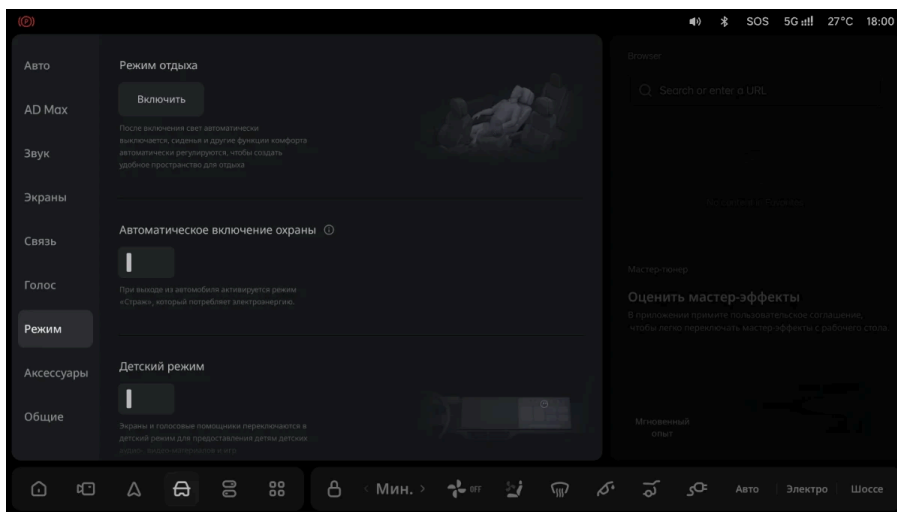 (P)
SOS 5G 27°C 18:00
Авто
AD Max
Звук
Экраны
Связь
Голос
Режим
Аксессуары
Общие
Режим отдыха
Включить
После включения свет автоматически
выключается, сиденья и другие функции комфорта
автоматически регулируются, чтобы создать
удобное пространство для отдыха
Автоматическое включение охраны
При выходе из автомобиля активируется режим
«Страж», который потребляет электроэнергию.
Детский режим
Экраны и голосовые помощники переключаются в
детский режим для предоставления детям детских
аудио-, видео-материалов и игр.
Browser
Search or enter a URL
Мастер-тюнер
Оценить мастер-эффекты
В приложении примите пользовательское соглашение,
чтобы легко переключать мастер-эффекты с рабочего стола.
Мгновенный
опыт
< Мин. > OFF Авто Электро Шоссе